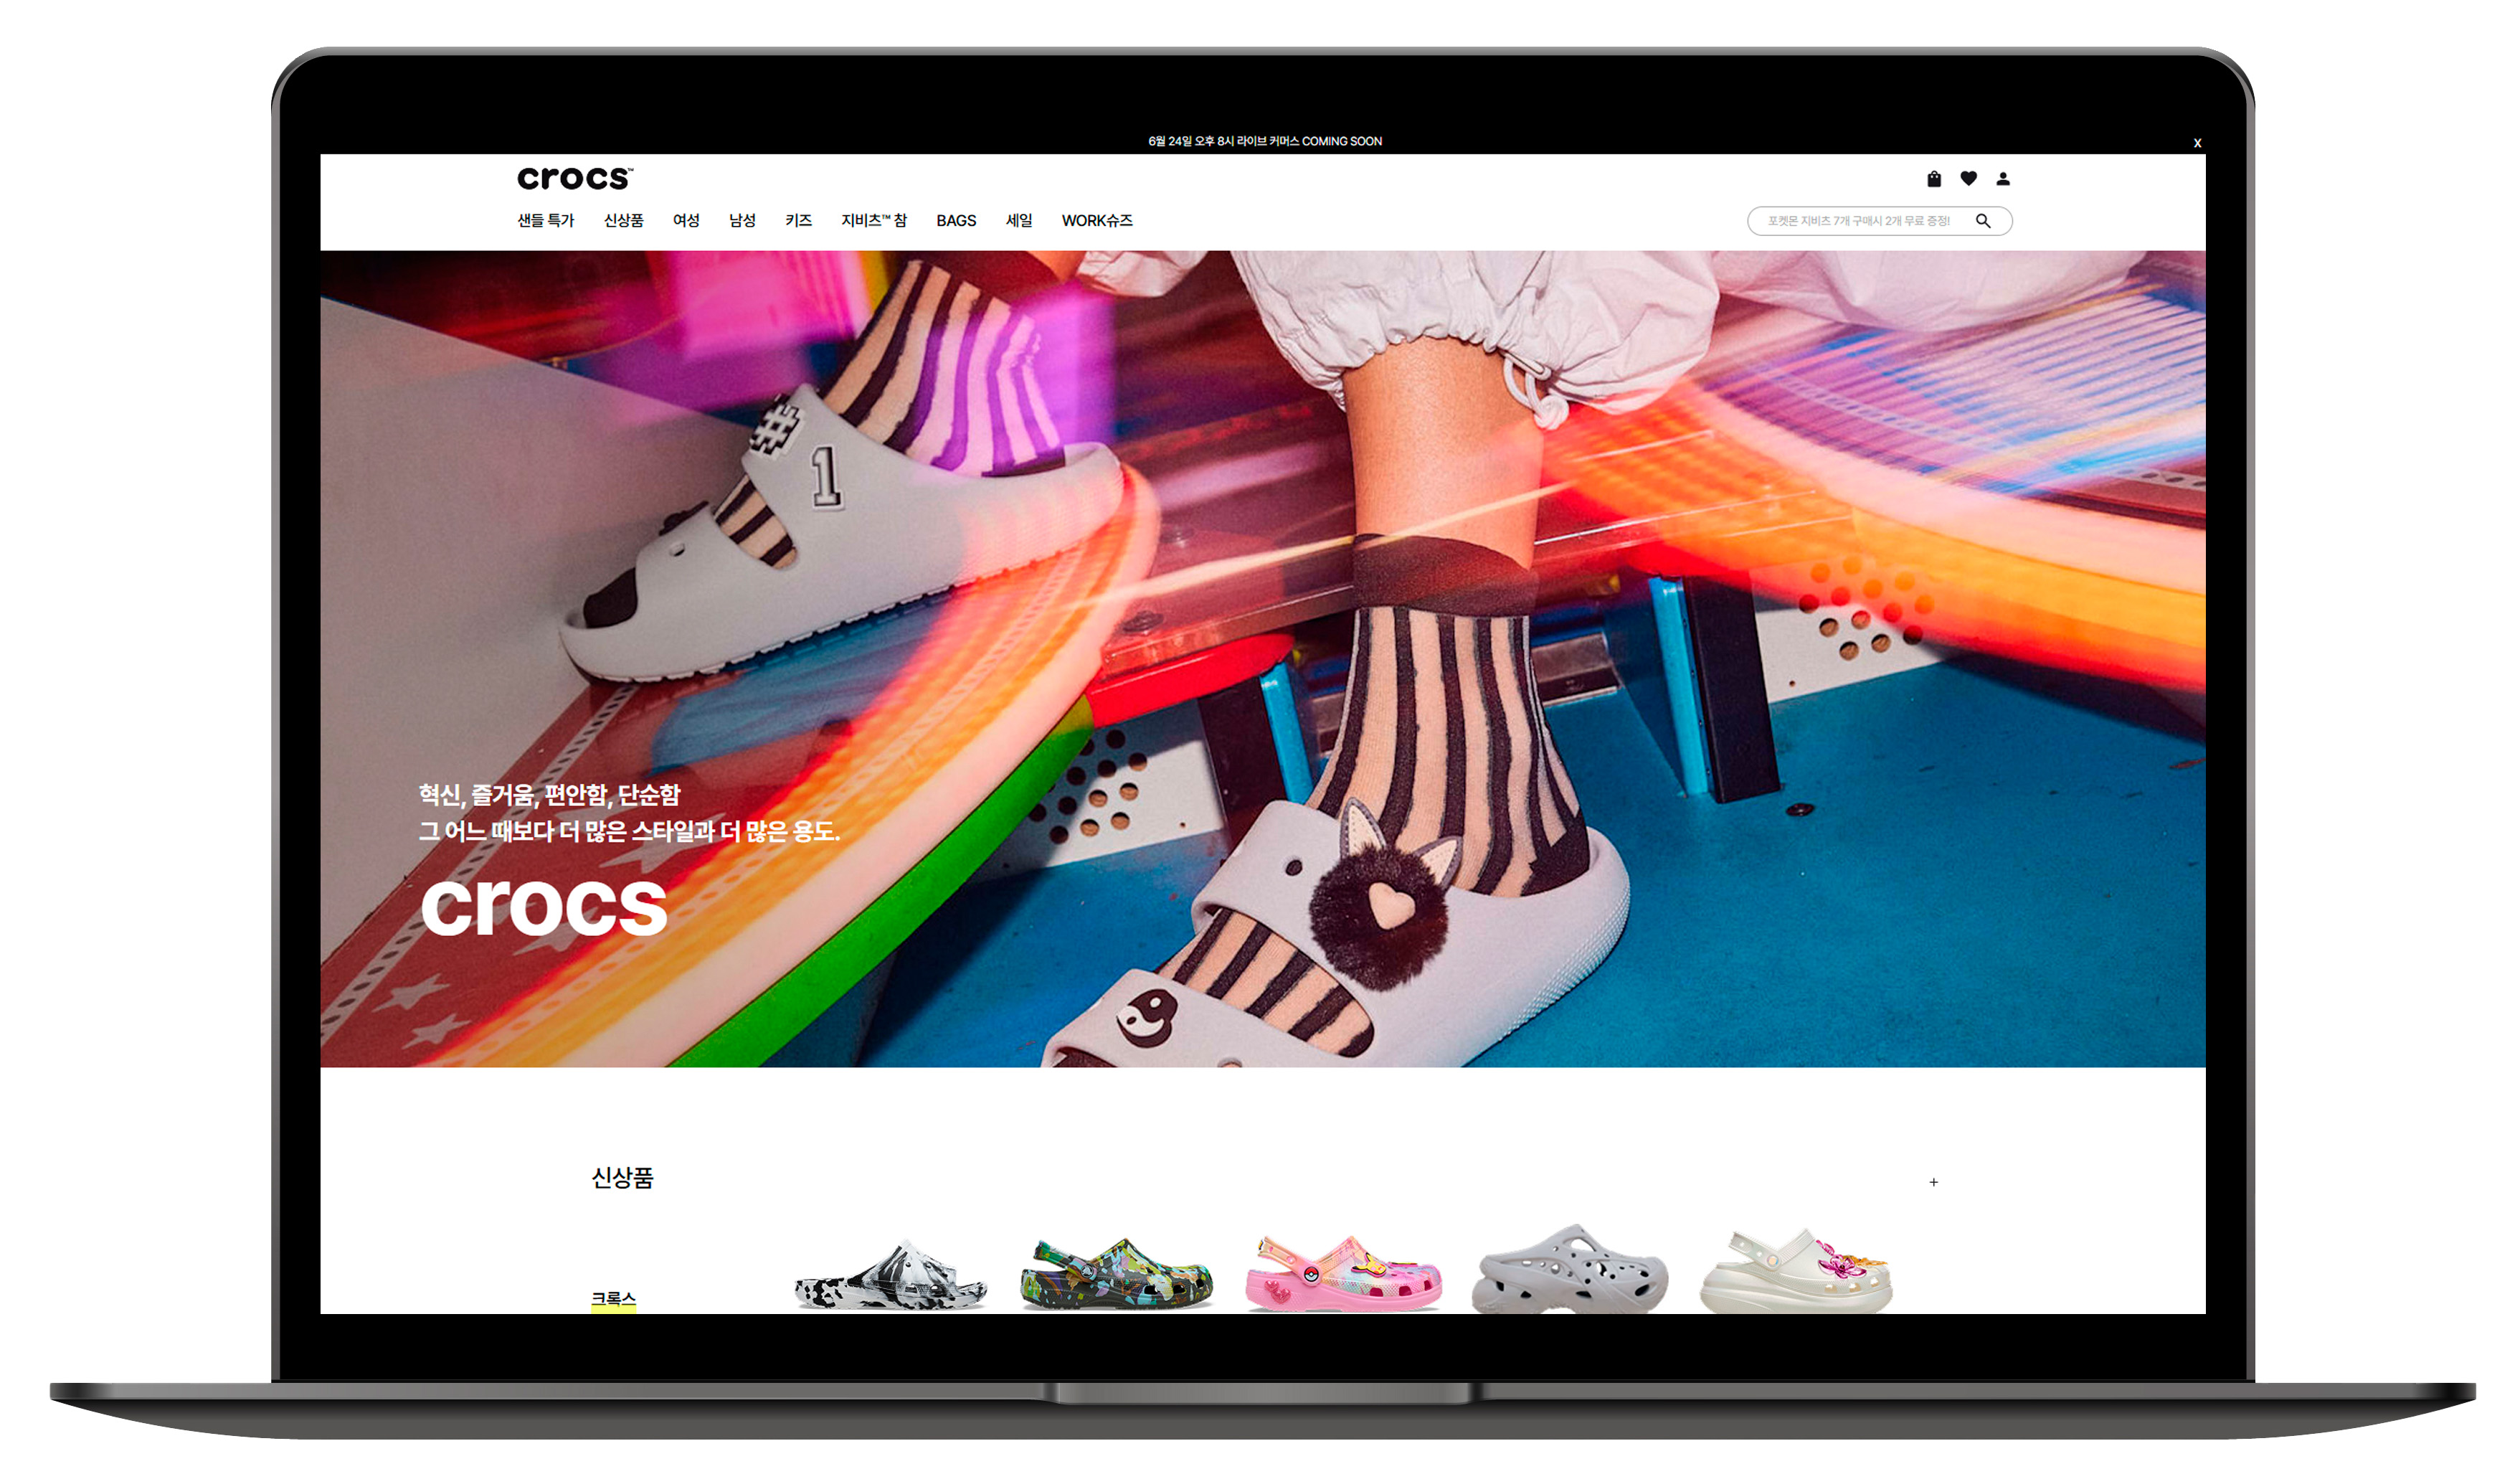 6월 24일 오후 8시 라이브 커머스 COMING SOON
X
crocs™
샌들 특가 신상품 여성 남성 키즈 지비츠™ 참 BAGS 세일 WORK슈즈
포켓몬 지비츠 7개 구매시 2개 무료 증정!
#
1
혁신, 즐거움, 편안함, 단순함
그 어느 때보다 더 많은 스타일과 더 많은 용도.
crocs
신상품
+
크록스